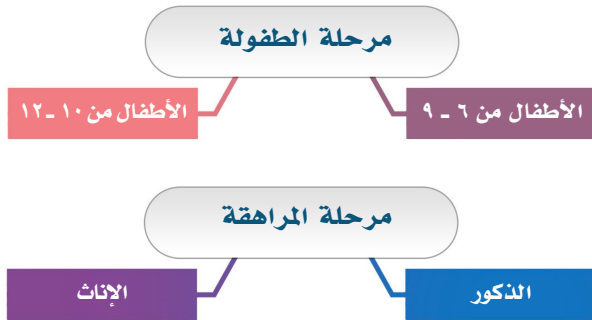 مرحلة الطفولة
الأطفال من ٦ ـ ٩
الأطفال من ١٠ ـ ١٢
مرحلة المراهقة
الذكور
الإناث